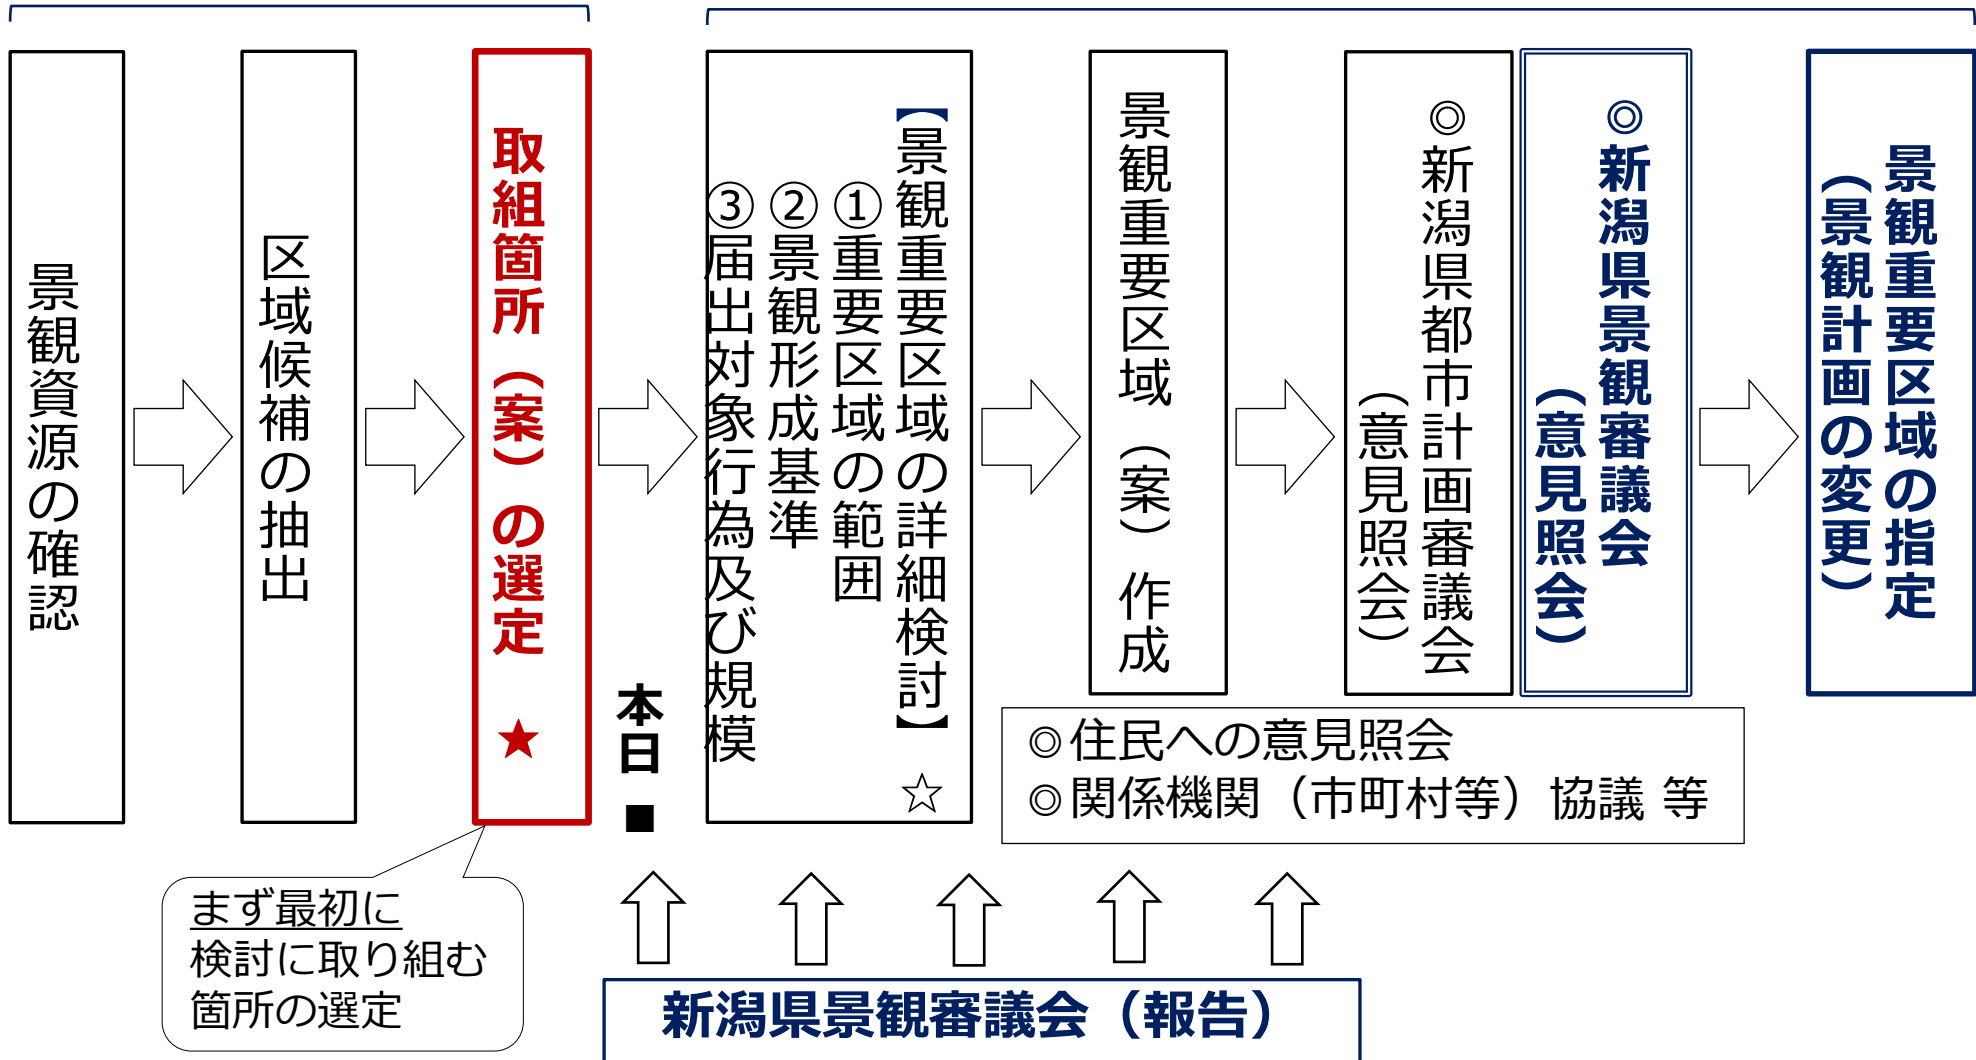 景観資源の確認
区域候補の抽出
取組箇所（案）の選定　★
本日　■
【景観重要区域の詳細検討】☆
①重要区域の範囲
②景観形成基準
③届出対象行為及び規模
景観重要区域（案）作成
◎新潟県都市計画審議会
（意見照会）
◎新潟県景観審議会
（意見照会）
景観重要区域の指定
（景観計画の変更）
◎住民への意見照会
◎関係機関（市町村等）協議 等
まず最初に
検討に取り組む
箇所の選定
新潟県景観審議会（報告）